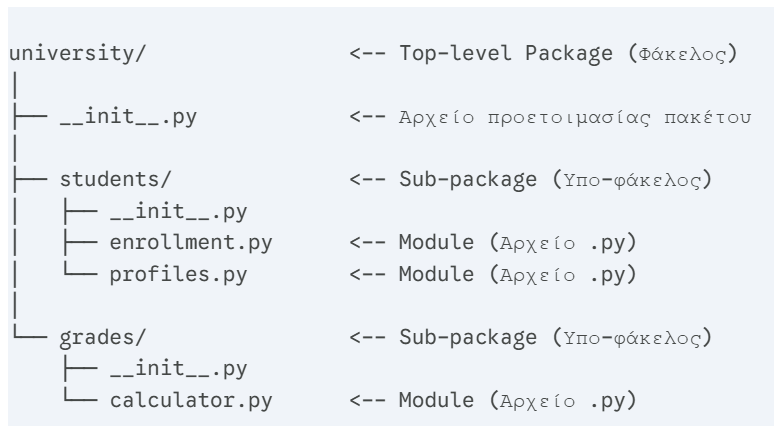 university/                 <-- Top-level Package (Φάκελος)
│
├── __init__.py             <-- Αρχείο προετοιμασίας πακέτου
│
├── students/               <-- Sub-package (Υπο-φάκελος)
│   ├── __init__.py
│   ├── enrollment.py       <-- Module (Αρχείο .py)
│   └── profiles.py         <-- Module (Αρχείο .py)
│
└── grades/                 <-- Sub-package (Υπο-φάκελος)
    ├── __init__.py
    └── calculator.py       <-- Module (Αρχείο .py)